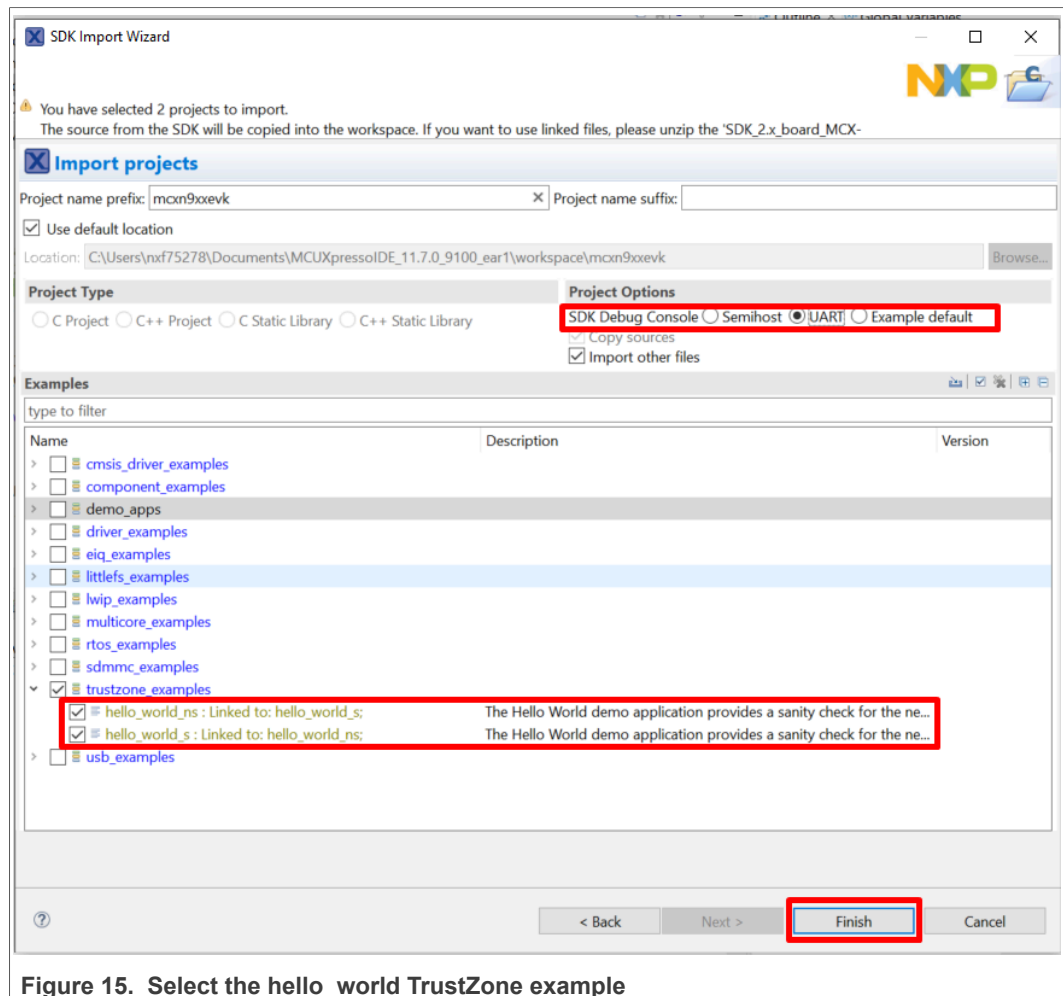 Outline Global Variables
SDK Import Wizard
NXP
You have selected 2 projects to import.
The source from the SDK will be copied into the workspace. If you want to use linked files, please unzip the 'SDK_2.x_board_MCX-
Import projects
Project name prefix: mcxn9xxevk Project name suffix:
Use default location
Location: C:\Users\nxf75278\Documents\MCUXpressoIDE_11.7.0_9100_ear1\workspace\mcxn9xxevk Browse...
Project Type Project Options
C Project C++ Project C Static Library C++ Static Library SDK Debug Console Semihost UART Example default
Copy sources
Import other files
Examples
type to filter
Name Description Version
cmsis_driver_examples
component_examples
demo_apps
driver_examples
eiq_examples
littlefs_examples
lwip_examples
multicore_examples
rtos_examples
sdmmc_examples
trustzone_examples
hello_world_ns : Linked to: hello_world_s; The Hello World demo application provides a sanity check for the ne...
hello_world_s : Linked to: hello_world_ns; The Hello World demo application provides a sanity check for the ne...
usb_examples
< Back Next > Finish Cancel
Figure 15. Select the hello_world TrustZone example